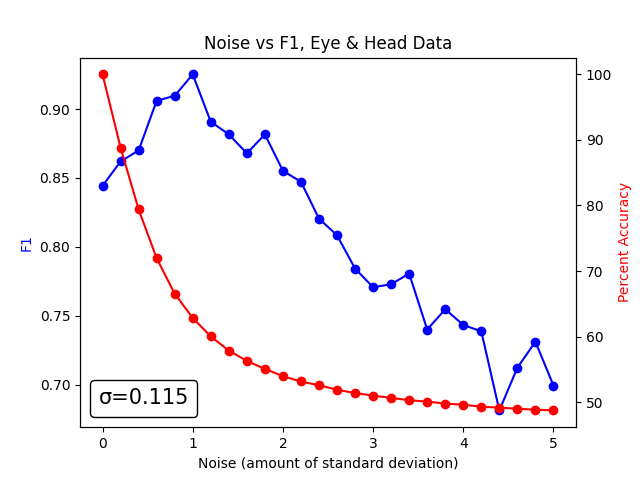 Noise vs F1, Eye & Head Data
0.90
0.85
0.80
0.75
0.70
F1
100
90
80
70
60
50
Percent Accuracy
σ=0.115
0 1 2 3 4 5
Noise (amount of standard deviation)